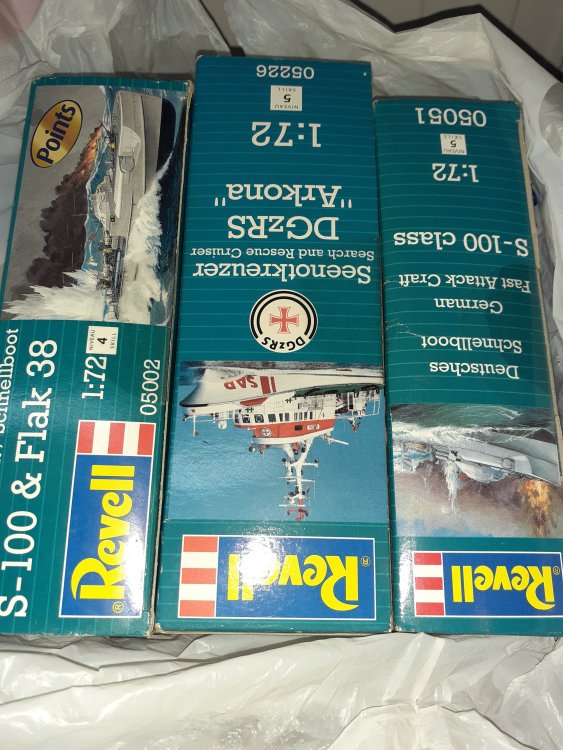 Points
Schnellboot
S-100 & Flak 38
1:72
NIVEAU
4
SKILL
05002
Revell®
05226
NIVEAU
5
SKILL
1:72
DGzRS
"Arkona"
Seenotkreuzer
Search and Rescue Cruiser
DGzRS
SAR
Revell®
05051
NIVEAU
5
SKILL
1:72
S-100 class
German
Fast Attack Craft
Deutsches
Schnellboot
Revell®